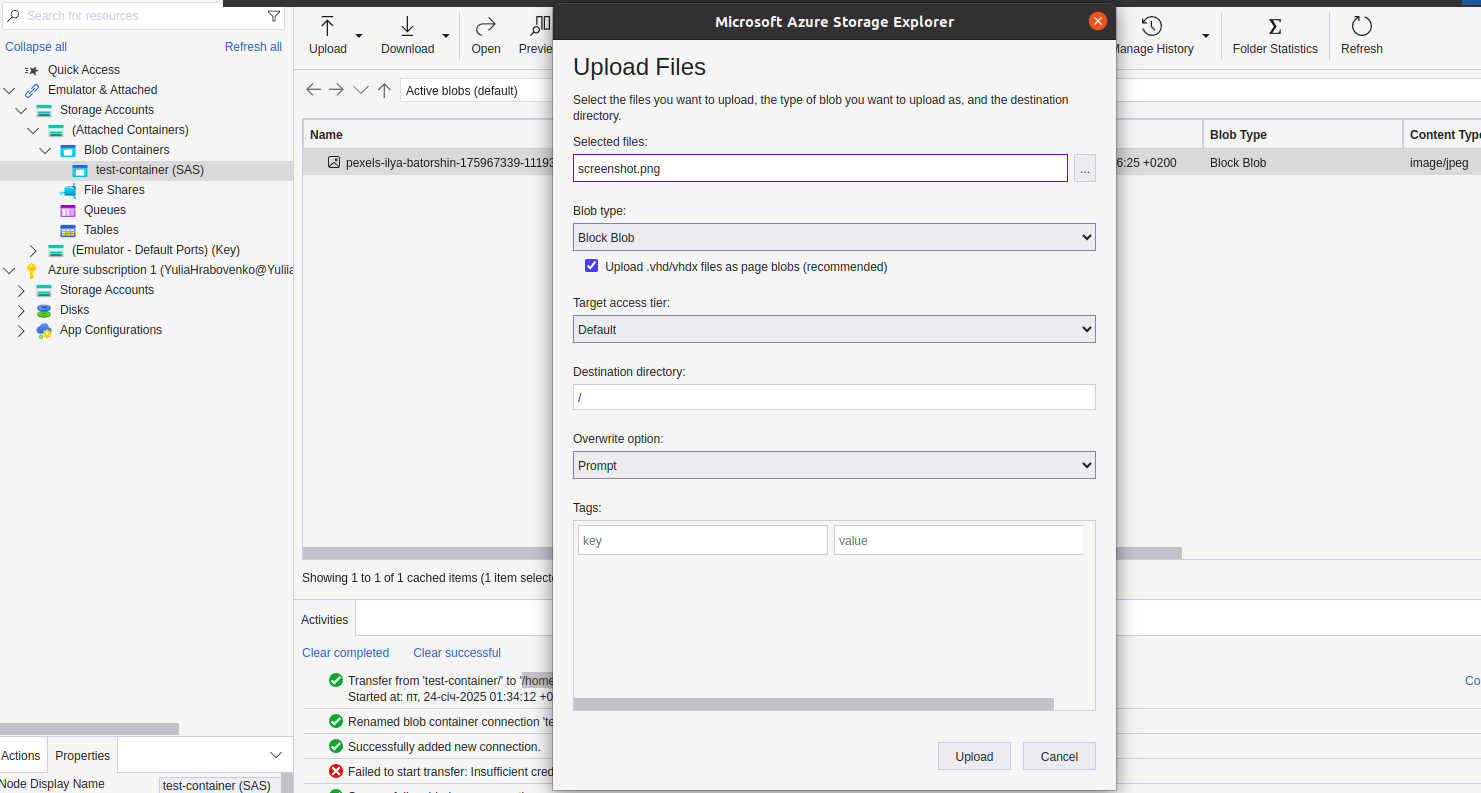 Search for resources
Collapse all
Refresh all
Quick Access
Emulator & Attached
Storage Accounts
(Attached Containers)
Blob Containers
test-container (SAS)
File Shares
Queues
Tables
(Emulator - Default Ports) (Key)
Azure subscription 1 (YuliaHrabovenko@Yuliia
Storage Accounts
Disks
App Configurations
Actions
Properties
Node Display Name
test-container (SAS)
Upload
Download
Open
Previe
Manage History
Σ
Folder Statistics
Refresh
Active blobs (default)
Name
Blob Type
Content Type
pexels-ilya-batorshin-175967339-11193
6:25 +0200
Block Blob
image/jpeg
Showing 1 to 1 of 1 cached items (1 item selecte
Activities
Clear completed
Clear successful
Transfer from 'test-container/' to '/home
Started at: пт, 24-січ-2025 01:34:12 +0
Co
Renamed blob container connection 'te
Successfully added new connection.
Failed to start transfer: Insufficient cred
Microsoft Azure Storage Explorer
Upload Files
Select the files you want to upload, the type of blob you want to upload as, and the destination
directory.
Selected files:
screenshot.png
...
Blob type:
Block Blob
Upload .vhd/vhdx files as page blobs (recommended)
Target access tier:
Default
Destination directory:
/
Overwrite option:
Prompt
Tags:
key
value
Upload
Cancel